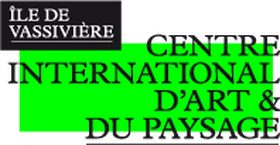 ÎLE DE
VASSIVIÈRE
CENTRE
INTERNATIONAL
D'ART &
DU PAYSAGE